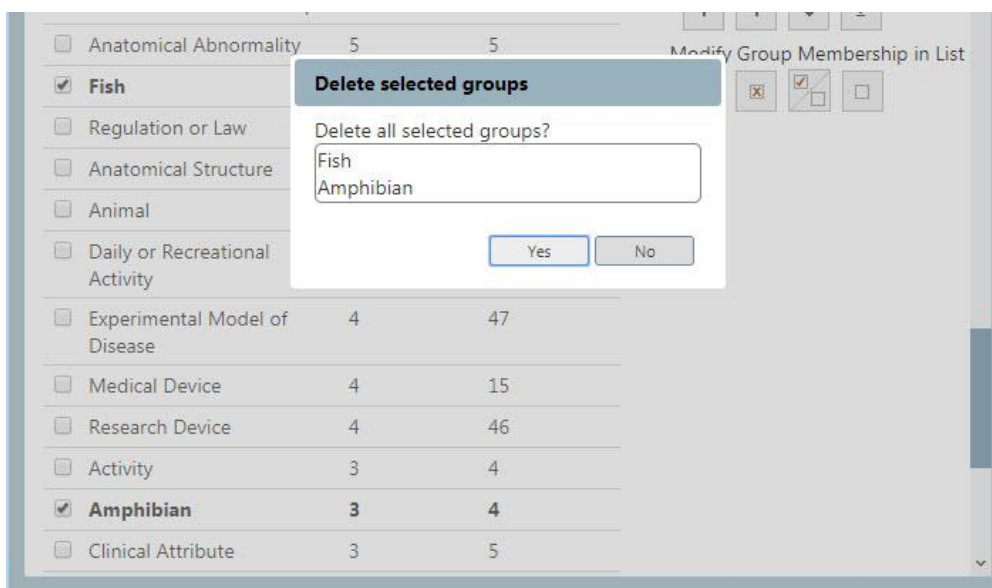 Anatomical Abnormality 5 5
Modify Group Membership in List
Fish
Delete selected groups
Regulation or Law
Delete all selected groups?
Fish
Anatomical Structure
Amphibian
Animal
Daily or Recreational
Activity
Yes No
Experimental Model of 4 47
Disease
Medical Device 4 15
Research Device 4 46
Activity 3 4
Amphibian 3 4
Clinical Attribute 3 5